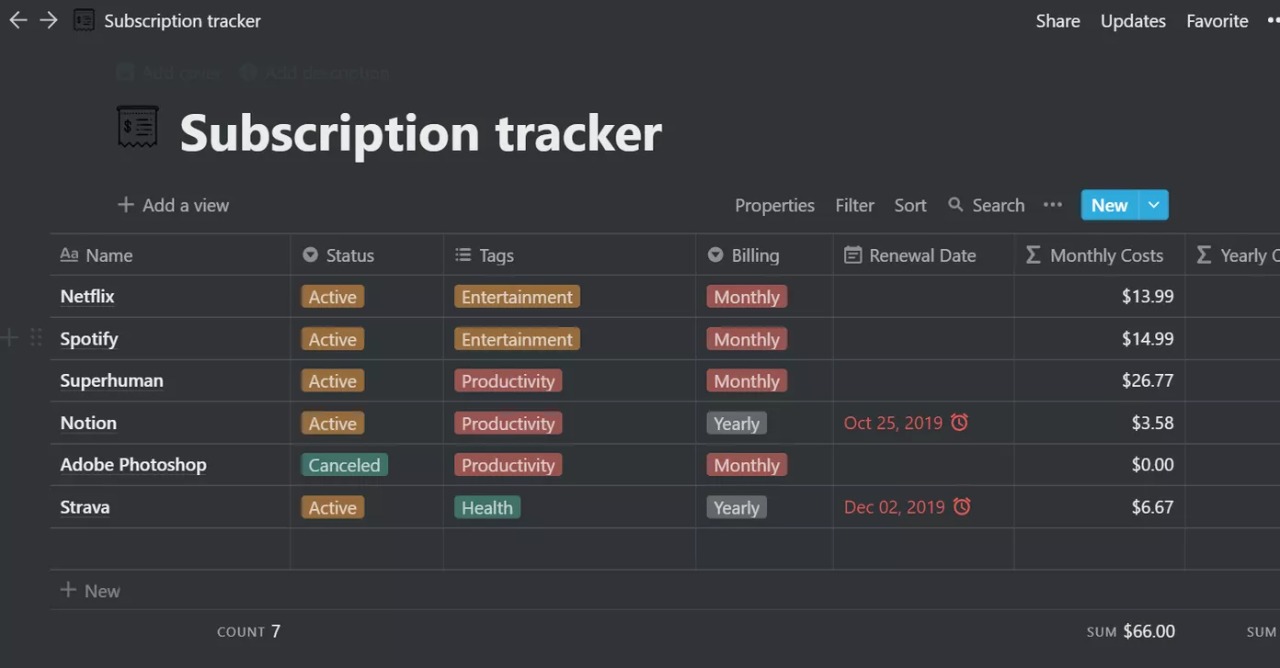 Subscription tracker Share Updates Favorite
Add cover Add description
Subscription tracker
Add a view Properties Filter Sort Search New
Aa Name Status Tags Billing Renewal Date Σ Monthly Costs Σ Yearly
Netflix Active Entertainment Monthly $13.99
Spotify Active Entertainment Monthly $14.99
Superhuman Active Productivity Monthly $26.77
Notion Active Productivity Yearly Oct 25, 2019 $3.58
Adobe Photoshop Canceled Productivity Monthly $0.00
Strava Active Health Yearly Dec 02, 2019 $6.67
New
COUNT 7 SUM $66.00 SUM